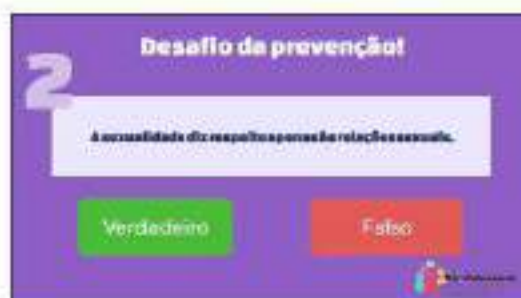 Desafio da prevenção!
2
A sexualidade diz respeito apenas às relações sexuais.
Verdadeiro
Falso